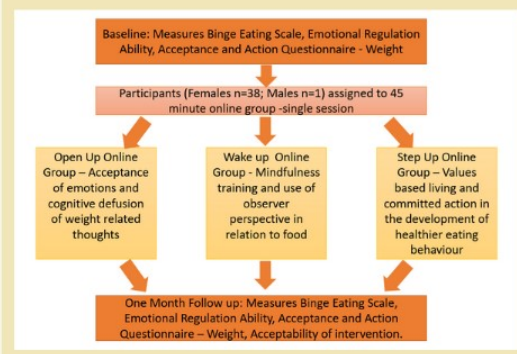 Baseline: Measures Binge Eating Scale, Emotional Regulation
Ability, Acceptance and Action Questionnaire - Weight
Participants (Females n=38; Males n=1) assigned to 45
minute online group -single session
Open Up Online
Group – Acceptance
of emotions and
cognitive defusion
of weight related
thoughts
Wake up Online
Group - Mindfulness
training and use of
observer
perspective in
relation to food
Step Up Online
Group – Values
based living and
committed action in
the development of
healthier eating
behaviour
One Month Follow up: Measures Binge Eating Scale,
Emotional Regulation Ability, Acceptance and Action
Questionnaire – Weight, Acceptability of intervention.